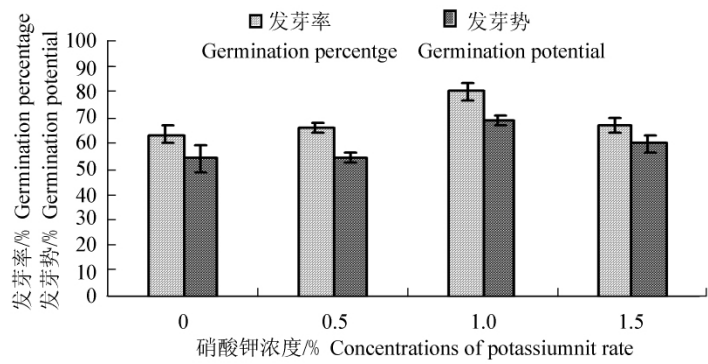 发芽率 发芽势
Germination percentge Germination potential
发芽率/% Germination percentage
发芽势/% Germination potential
100
90
80
70
60
50
40
30
20
10
0
0 0.5 1.0 1.5
硝酸钾浓度/% Concentrations of potassiumnit rate